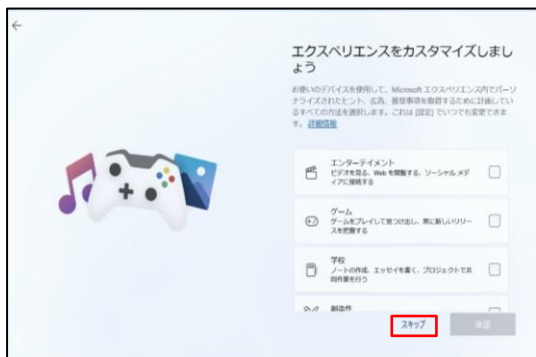 エクスペリエンスをカスタマイズしまし
ょう
お使いのデバイスを使用して、Microsoft エクスペリエンス内でパーソ
ナライズされたヒント、広告、推奨事項を取得するために計画してい
るすべての方法を選択します。これは [設定] でいつでも変更できま
す。詳細情報
エンターテイメント
ビデオを見る、Web を閲覧する、ソーシャル メデ
ィアに接続する
ゲーム
ゲームをプレイして見つけ出し、常に新しいリリー
スを把握する
学校
ノートの作成、エッセイを書く、プロジェクトで共
同作業を行う
創造性
スキップ
承諾